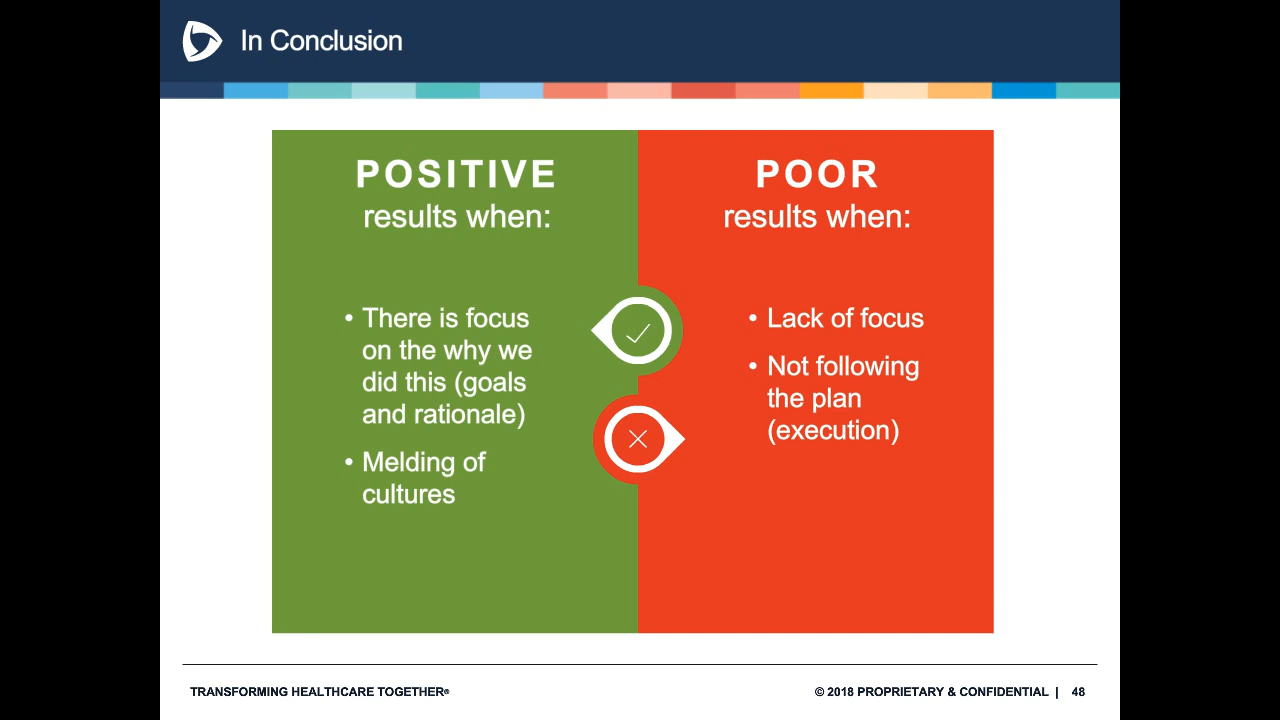 In Conclusion
POSITIVE
results when:
• There is focus
on the why we
did this (goals
and rationale)
• Melding of
cultures
POOR
results when:
• Lack of focus
• Not following
the plan
(execution)
TRANSFORMING HEALTHCARE TOGETHER®
© 2018 PROPRIETARY & CONFIDENTIAL | 48